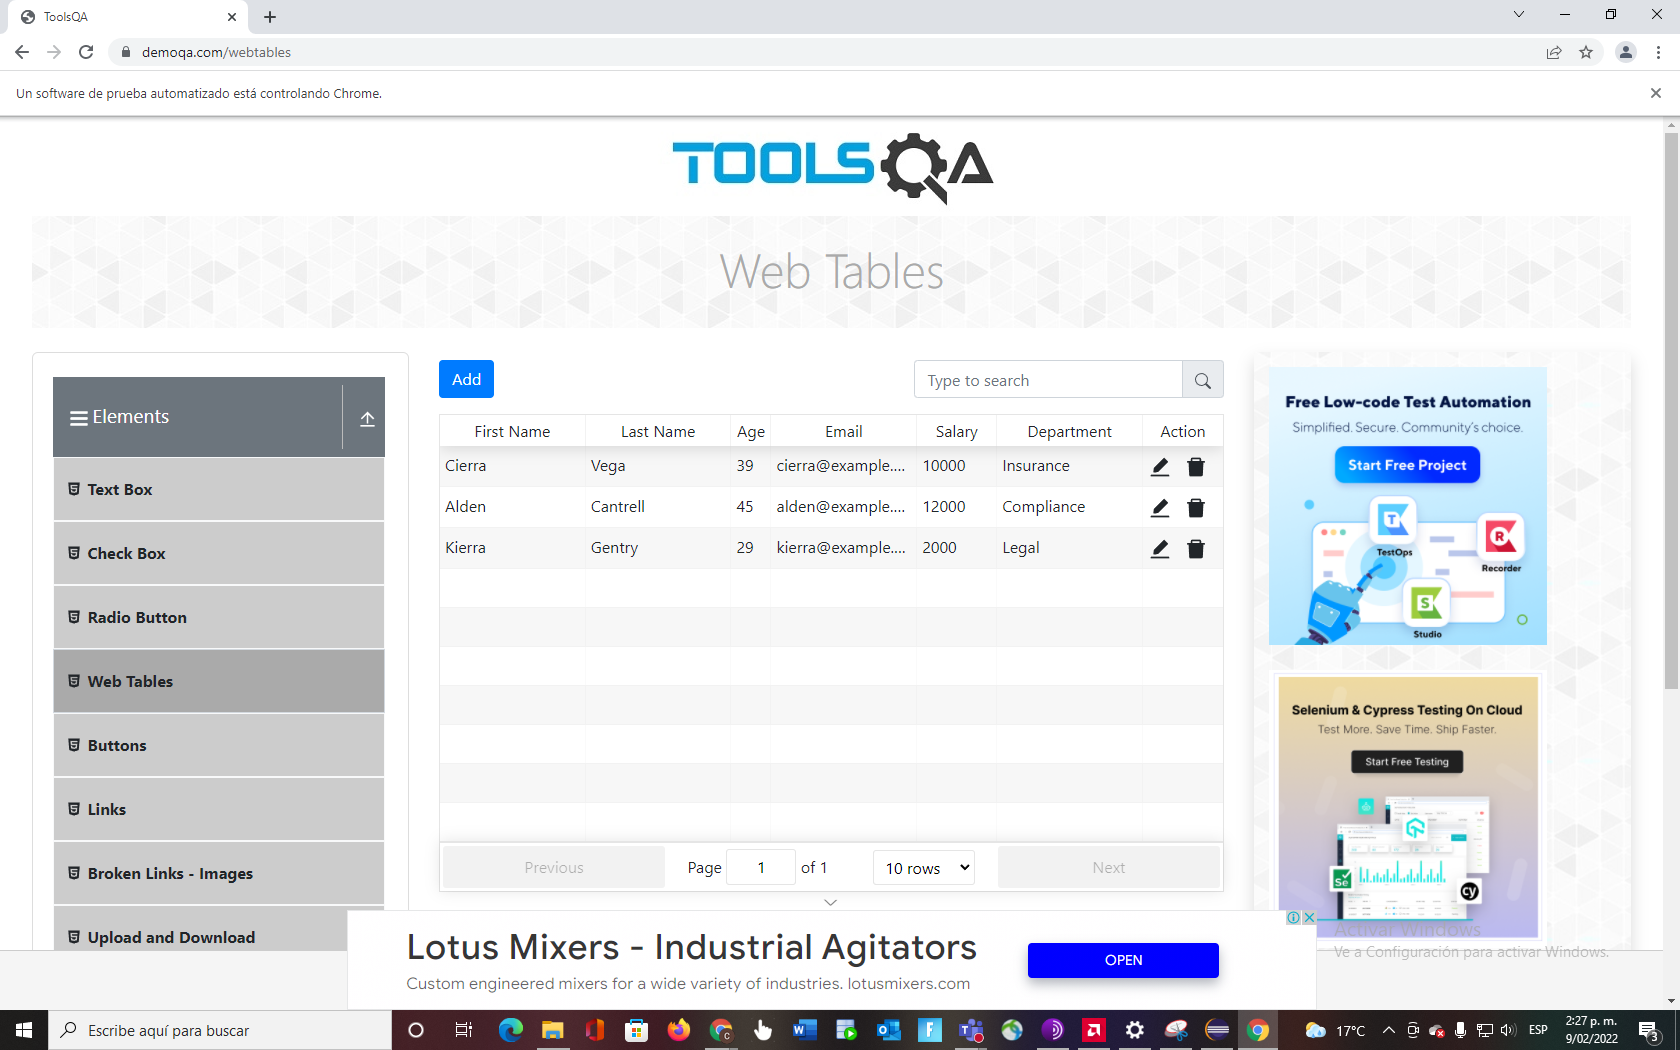 ToolsQA
demoqa.com/webtables
Un software de prueba automatizado está controlando Chrome.
TOOLSQA
Web Tables
Elements
Text Box
Check Box
Radio Button
Web Tables
Buttons
Links
Broken Links - Images
Upload and Download
Add
Type to search
First Name Last Name Age Email Salary Department Action
Cierra Vega 39 cierra@example.... 10000 Insurance
Alden Cantrell 45 alden@example.... 12000 Compliance
Kierra Gentry 29 kierra@example.... 2000 Legal
Previous Page 1 of 1 10 rows Next
Free Low-code Test Automation
Simplified. Secure. Community's choice.
Start Free Project
TestOps
Recorder
Studio
Selenium & Cypress Testing On Cloud
Test More. Save Time. Ship Faster.
Start Free Testing
Se
cy
Lotus Mixers - Industrial Agitators
Custom engineered mixers for a wide variety of industries. lotusmixers.com
OPEN
Activar Windows
Ve a Configuración para activar Windows.
Escribe aquí para buscar
17°C
ESP
2:27 p. m.
9/02/2022
3